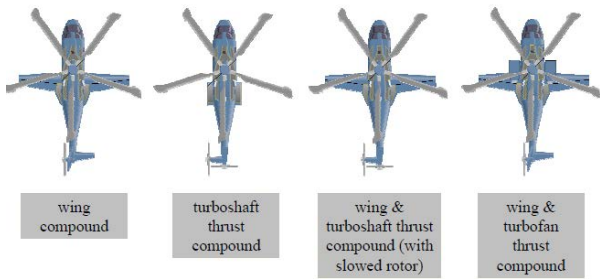 wing
compound
turboshaft
thrust
compound
wing &
turboshaft thrust
compound (with
slowed rotor)
wing &
turbofan
thrust
compound